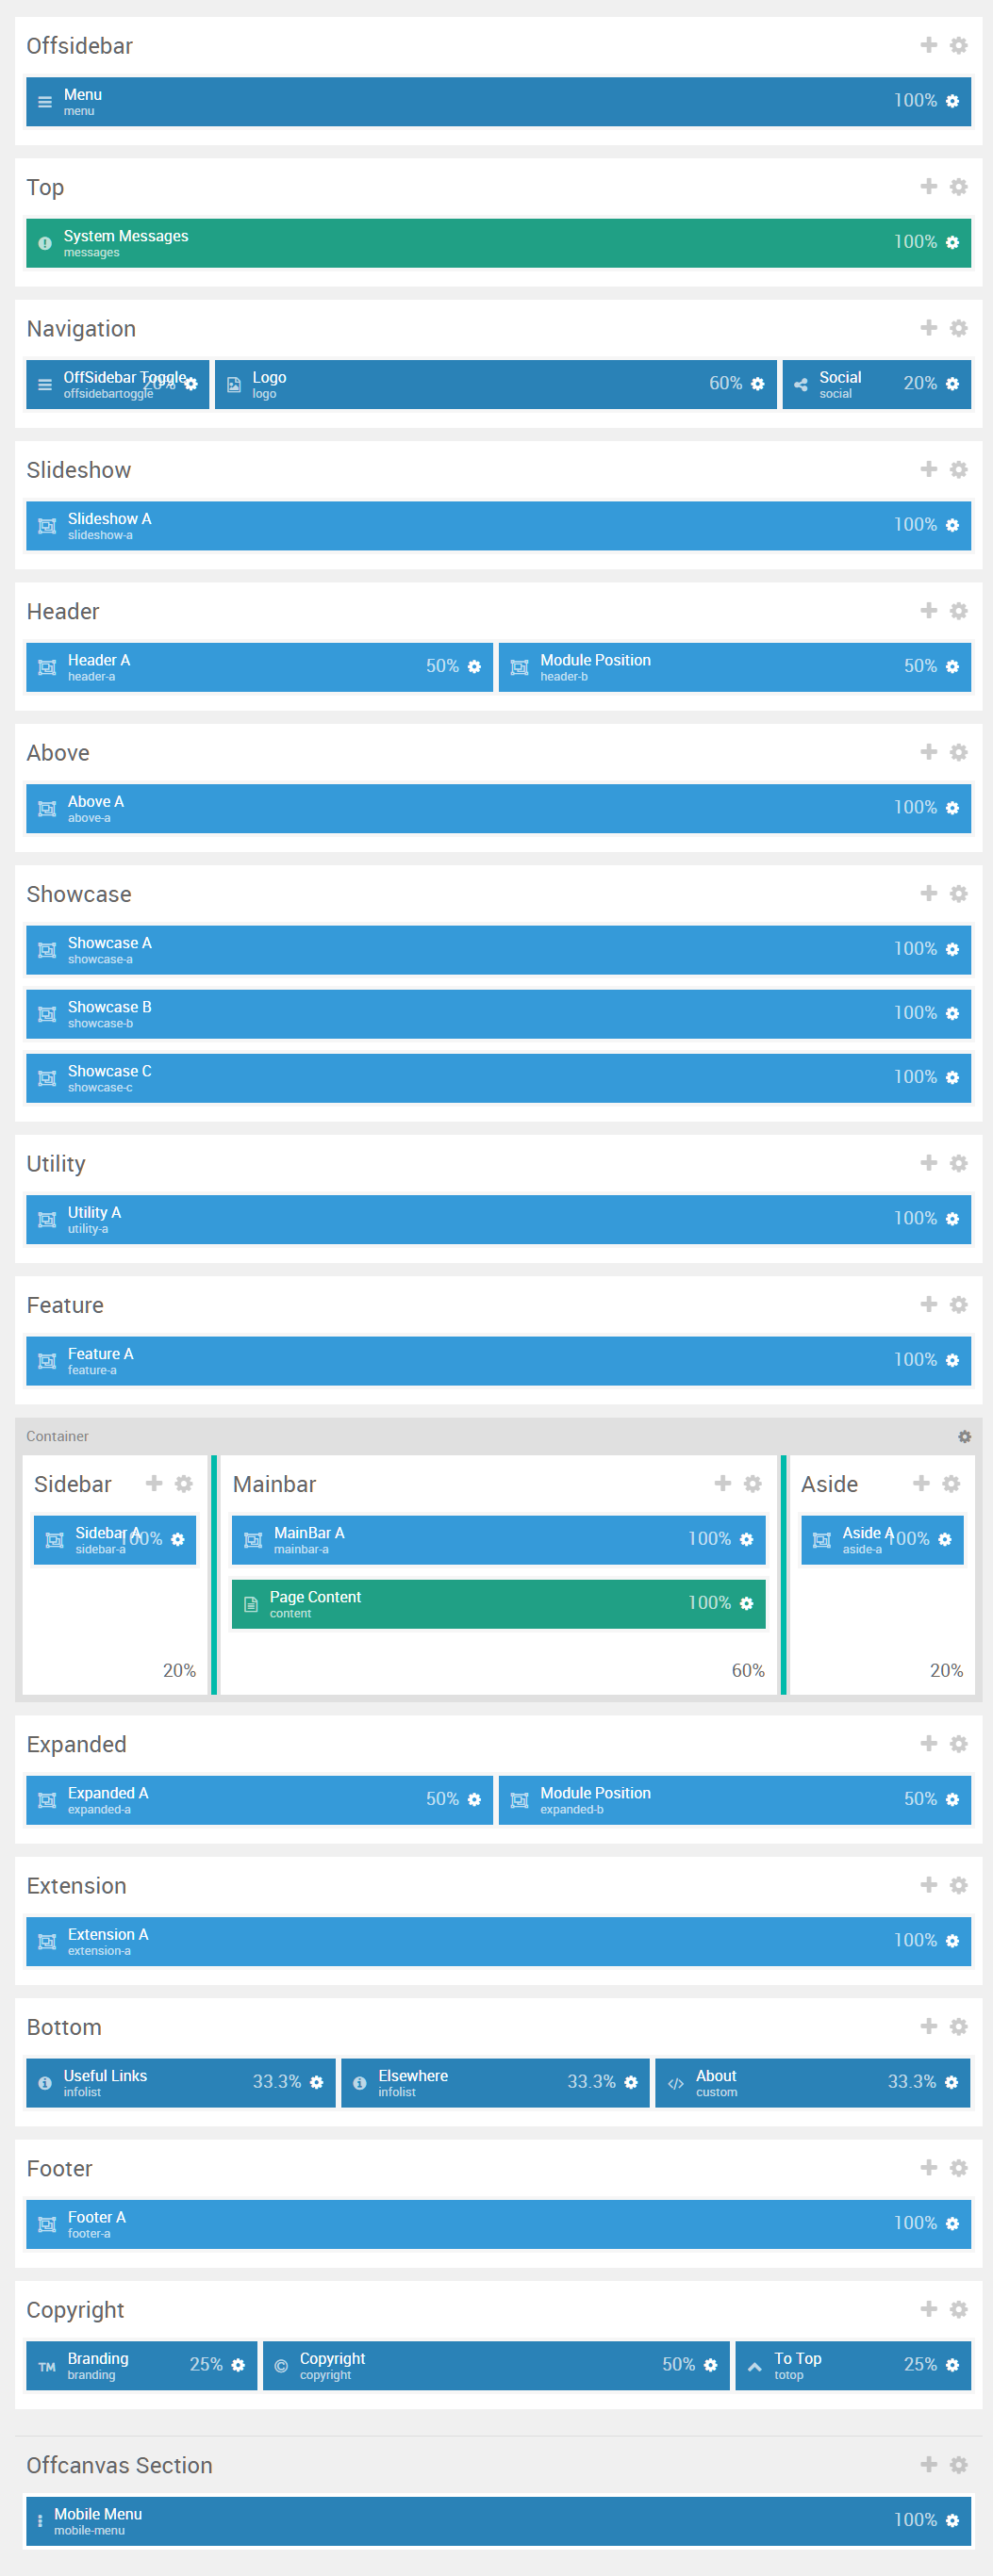 Offsidebar
Menu 100%
menu
Top
System Messages 100%
messages
Navigation
OffSidebar Toggle 20% Logo 60% Social 20%
offsidebartoggle logo social
Slideshow
Slideshow A 100%
slideshow-a
Header
Header A 50% Module Position 50%
header-a header-b
Above
Above A 100%
above-a
Showcase
Showcase A 100%
showcase-a
Showcase B 100%
showcase-b
Showcase C 100%
showcase-c
Utility
Utility A 100%
utility-a
Feature
Feature A 100%
feature-a
Container
Sidebar Mainbar Aside
Sidebar A 100% MainBar A 100% Aside A 100%
sidebar-a mainbar-a aside-a
Page Content 100%
content
20% 60% 20%
Expanded
Expanded A 50% Module Position 50%
expanded-a expanded-b
Extension
Extension A 100%
extension-a
Bottom
Useful Links 33.3% Elsewhere 33.3% About 33.3%
infolist infolist custom
Footer
Footer A 100%
footer-a
Copyright
TM Branding 25% © Copyright 50% To Top 25%
branding copyright totop
Offcanvas Section
Mobile Menu 100%
mobile-menu